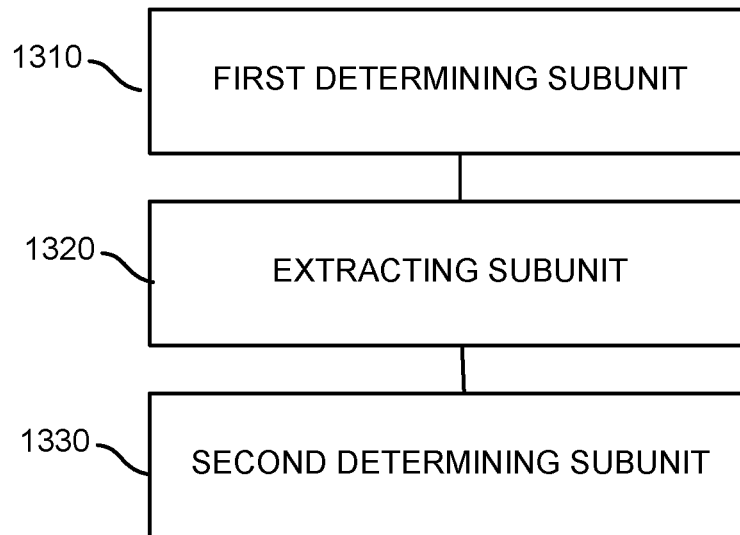 1310
FIRST DETERMINING SUBUNIT
1320
EXTRACTING SUBUNIT
1330
SECOND DETERMINING SUBUNIT